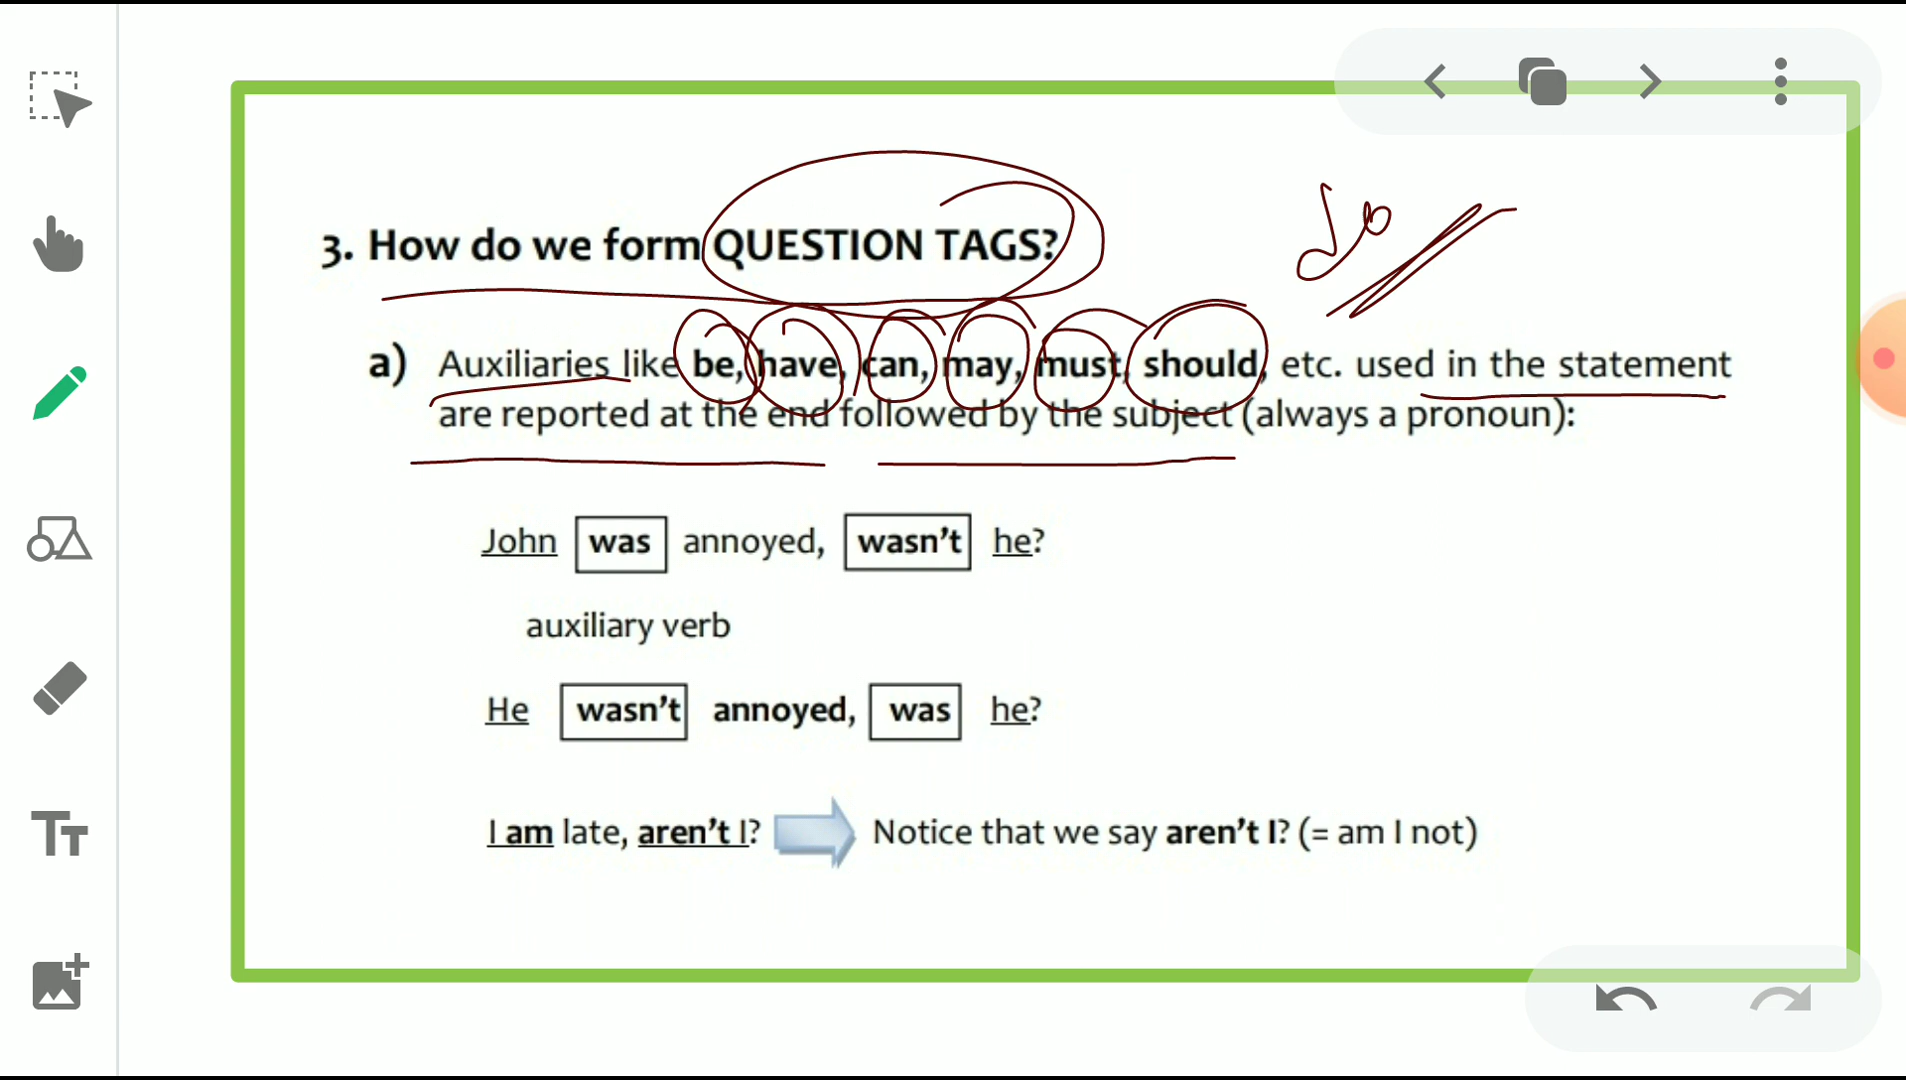 3. How do we form QUESTION TAGS?
a) Auxiliaries like be, have, can, may, must, should, etc. used in the statement
are reported at the end followed by the subject (always a pronoun):
John was annoyed, wasn’t he?
auxiliary verb
He wasn’t annoyed, was he?
I am late, aren’t I? Notice that we say aren’t I? (= am I not)
TT